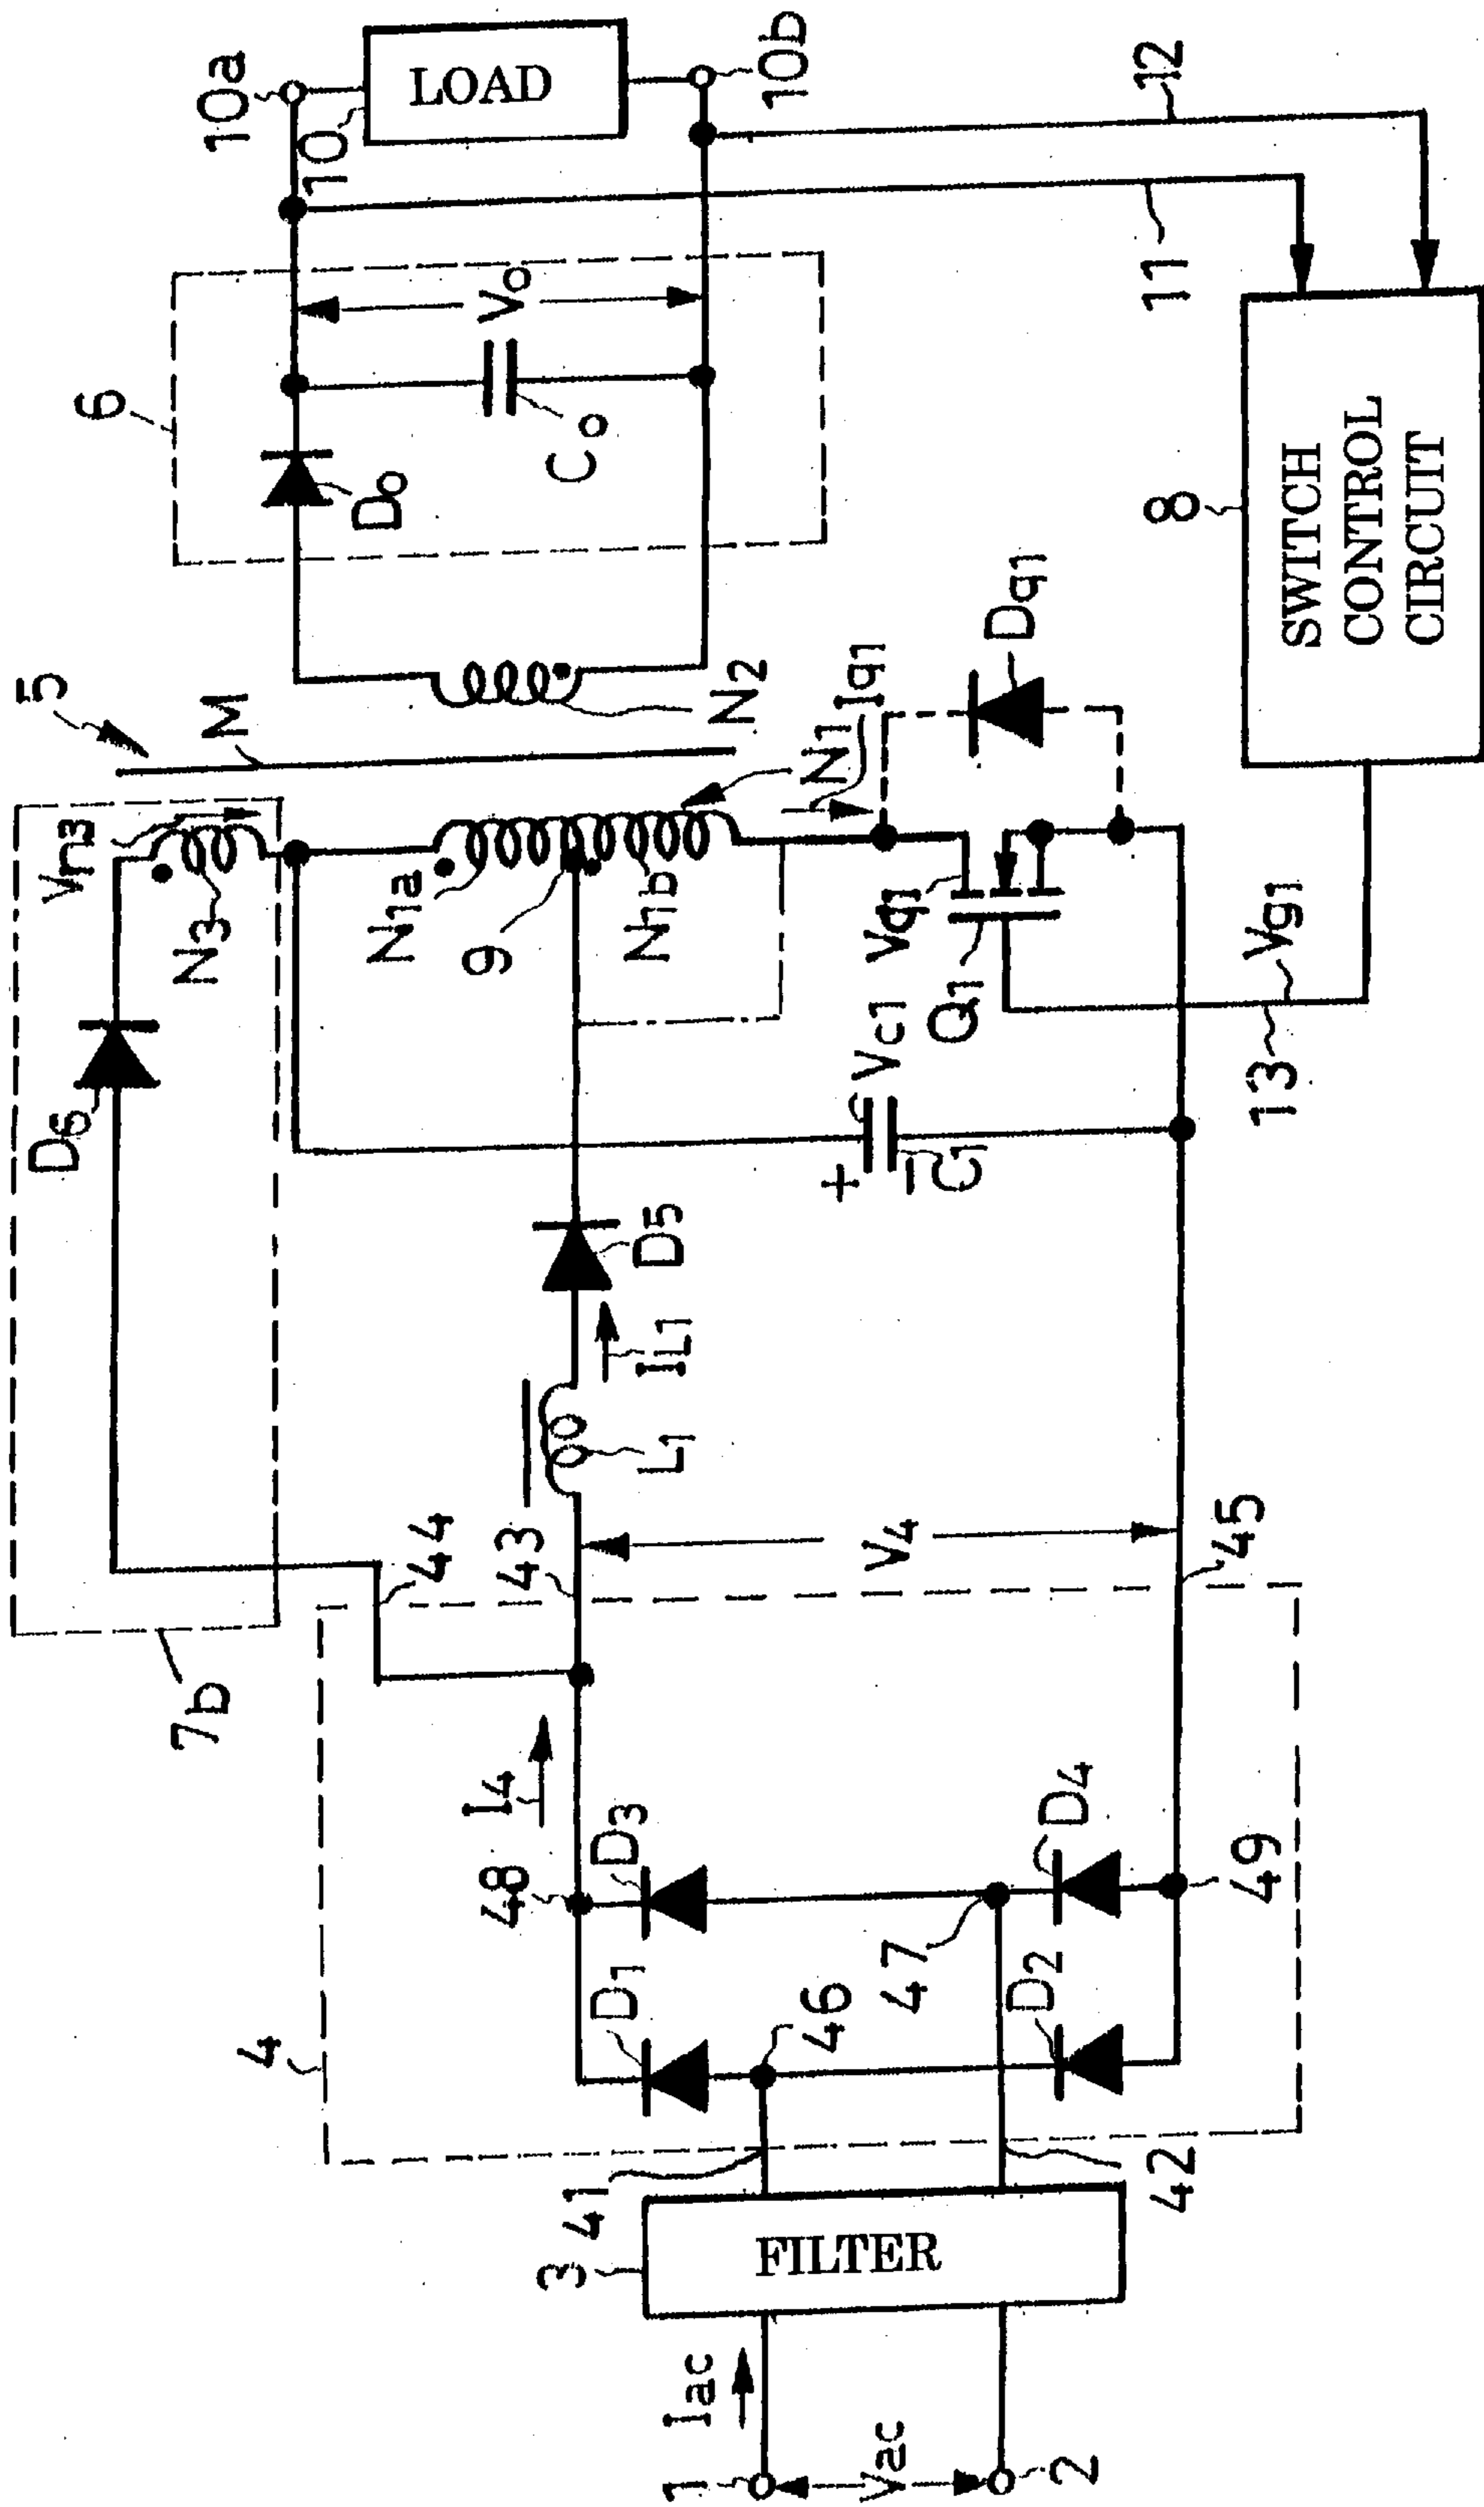 1
Iac
Vac
2
3
FILTER
41
42
4
46
47
D1
D2
D3
D4
48
49
I4
7b
44
43
V4
45
L1
IL1
D5
D6
+
C1
Vc1
N3
Vn3
N1a
9
N1b
N1
Iq1
Vq1
Q1
Dq1
13
Vg1
5
M
N2
6
Do
Co
Vo
10a
10
LOAD
10b
11
12
8
SWITCH
CONTROL
CIRCUIT